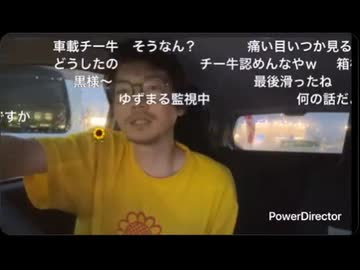 車載チー牛 そうなん? 痛い目いつか見る
どうしたの チー牛認めんなやw 箱
黒様〜 最後滑ったね
ゆずまる監視中 何の話だ
ですか
PowerDirector